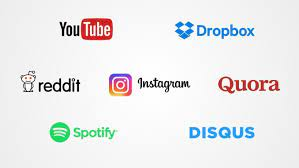 YouTube
Dropbox
reddit
Instagram
Quora
Spotify
DISQUS